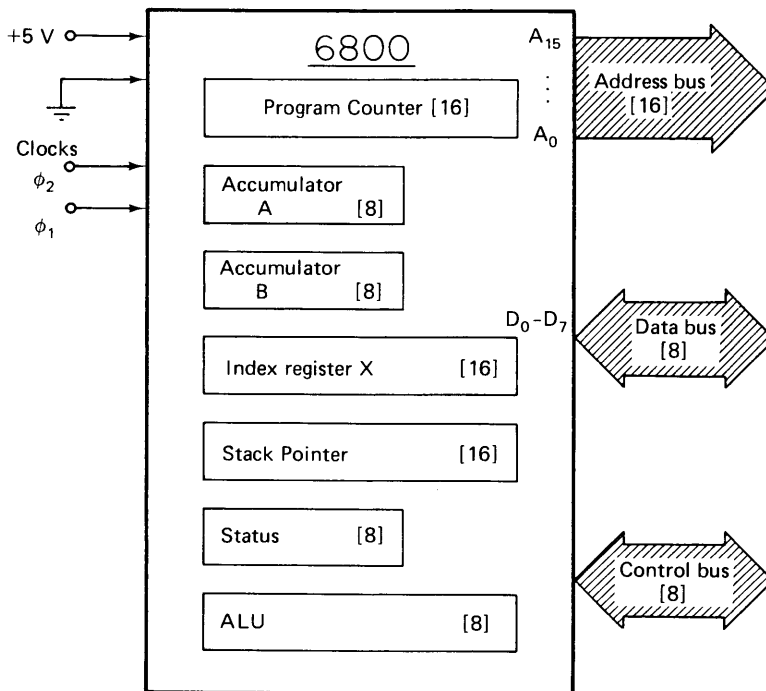 +5 V
6800
A15
Address bus
[16]
Program Counter [16]
A0
Clocks
ϕ2
ϕ1
Accumulator
A [8]
Accumulator
B [8]
D0-D7
Data bus
[8]
Index register X [16]
Stack Pointer [16]
Status [8]
Control bus
[8]
ALU [8]